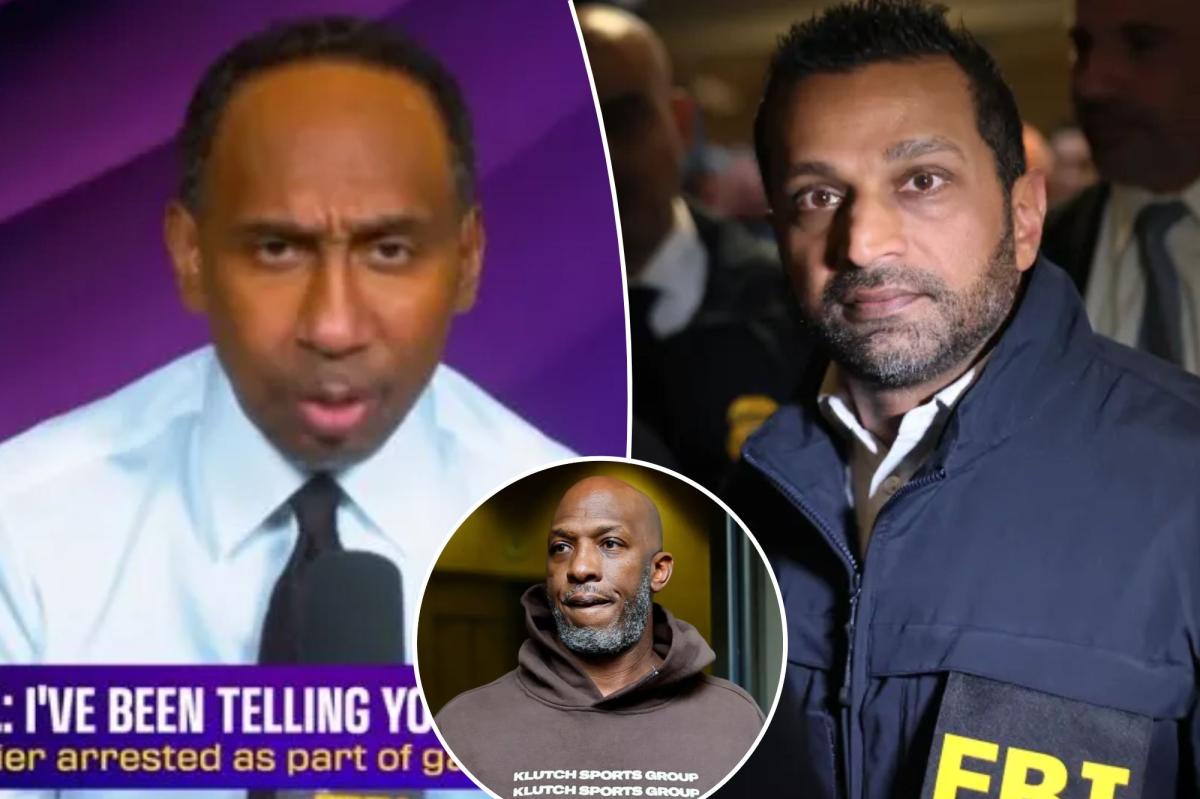 : I'VE BEEN TELLING YO
ier arrested as part of ga
KLUTCH SPORTS GROUP
KLUTCH SPORTS GROUP
FBI